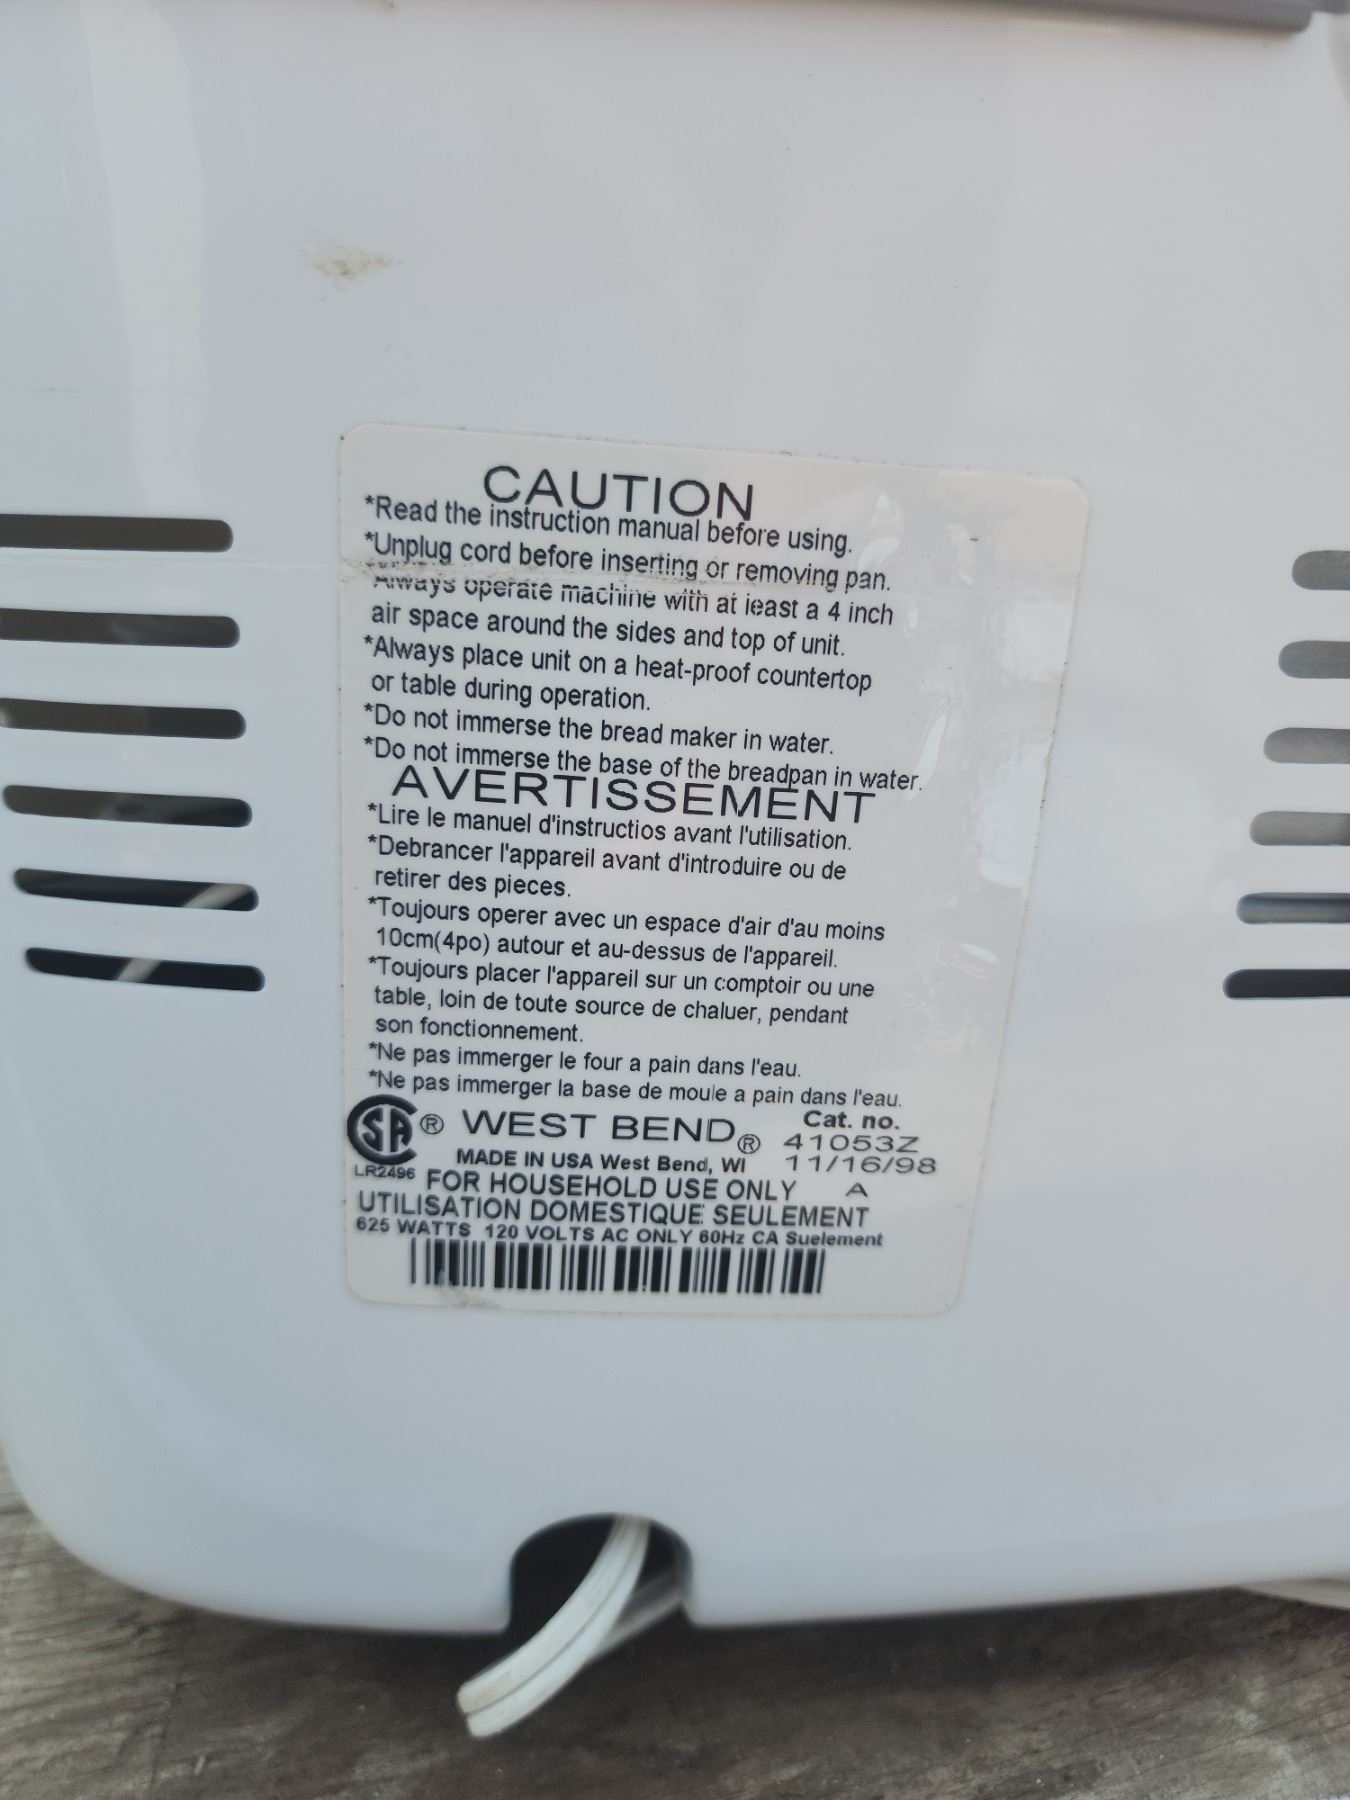 CAUTION
*Read the instruction manual before using.
*Unplug cord before inserting or removing pan.
*Always operate machine with at least a 4 inch
air space around the sides and top of unit.
*Always place unit on a heat-proof countertop
or table during operation.
*Do not immerse the bread maker in water.
*Do not immerse the base of the breadpan in water.
AVERTISSEMENT
*Lire le manuel d'instructios avant l'utilisation.
*Debrancer l'appareil avant d'introduire ou de
retirer des pieces.
*Toujours operer avec un espace d'air d'au moins
10cm(4po) autour et au-dessus de l'appareil.
*Toujours placer l'appareil sur un comptoir ou une
table, loin de toute source de chaluer, pendant
son fonctionnement.
*Ne pas immerger le four a pain dans l'eau.
*Ne pas immerger la base de moule a pain dans l'eau.
SA ® WEST BEND® Cat. no.
41053Z
MADE IN USA West Bend, WI 11/16/98
LR2496 FOR HOUSEHOLD USE ONLY A
UTILISATION DOMESTIQUE SEULEMENT
625 WATTS 120 VOLTS AC ONLY 60Hz CA Suelement